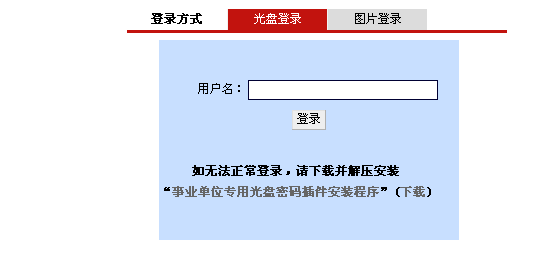 登录方式 光盘登录 图片登录
用户名：
登录
如无法正常登录，请下载并解压安装
“事业单位专用光盘密码插件安装程序”（下载）